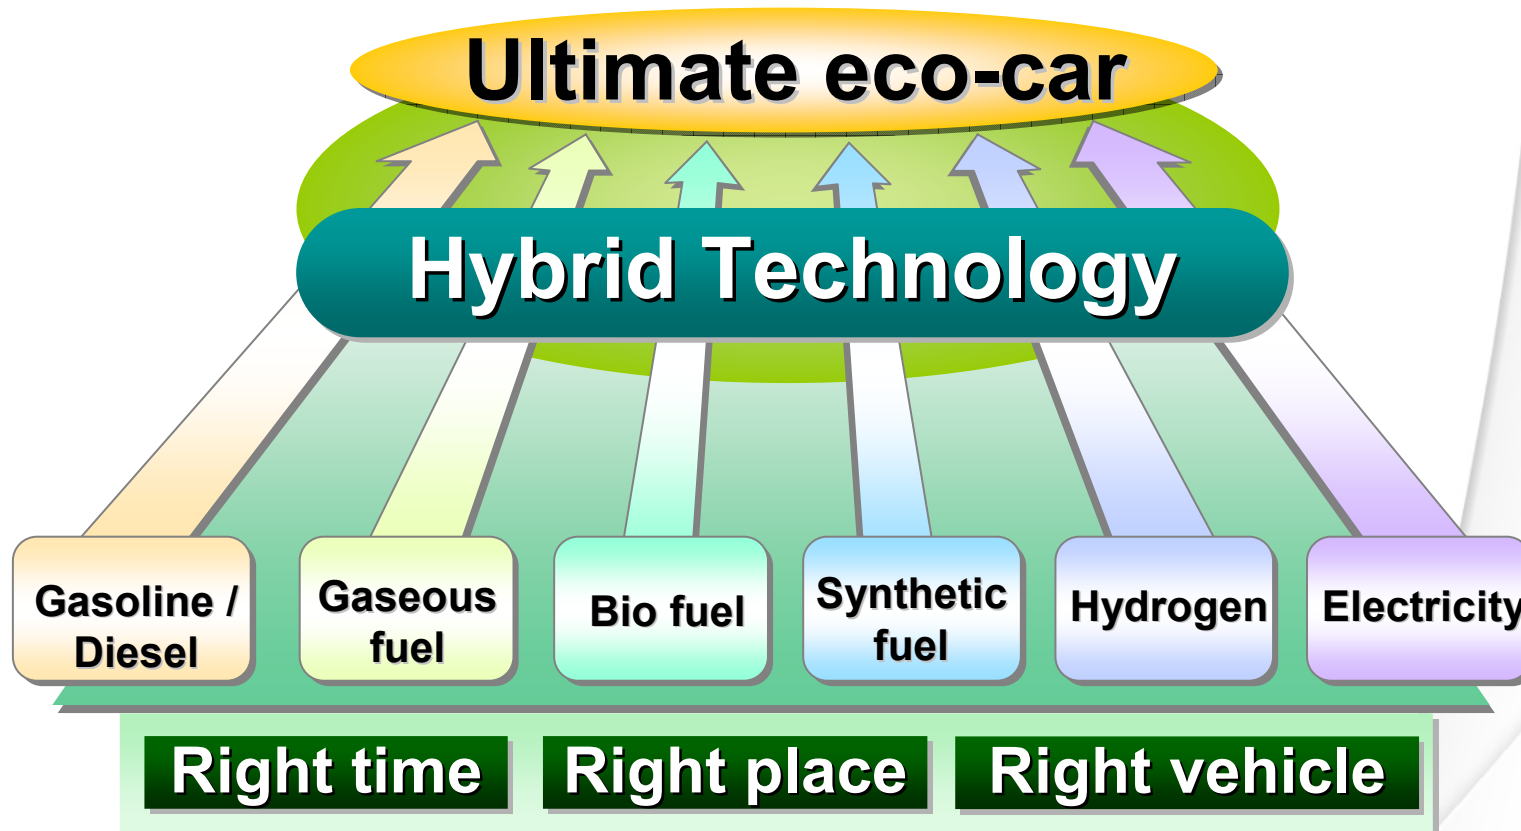 Ultimate eco-car
Hybrid Technology
Gasoline /
Diesel
Gaseous
fuel
Bio fuel
Synthetic
fuel
Hydrogen
Electricity
Right time
Right place
Right vehicle